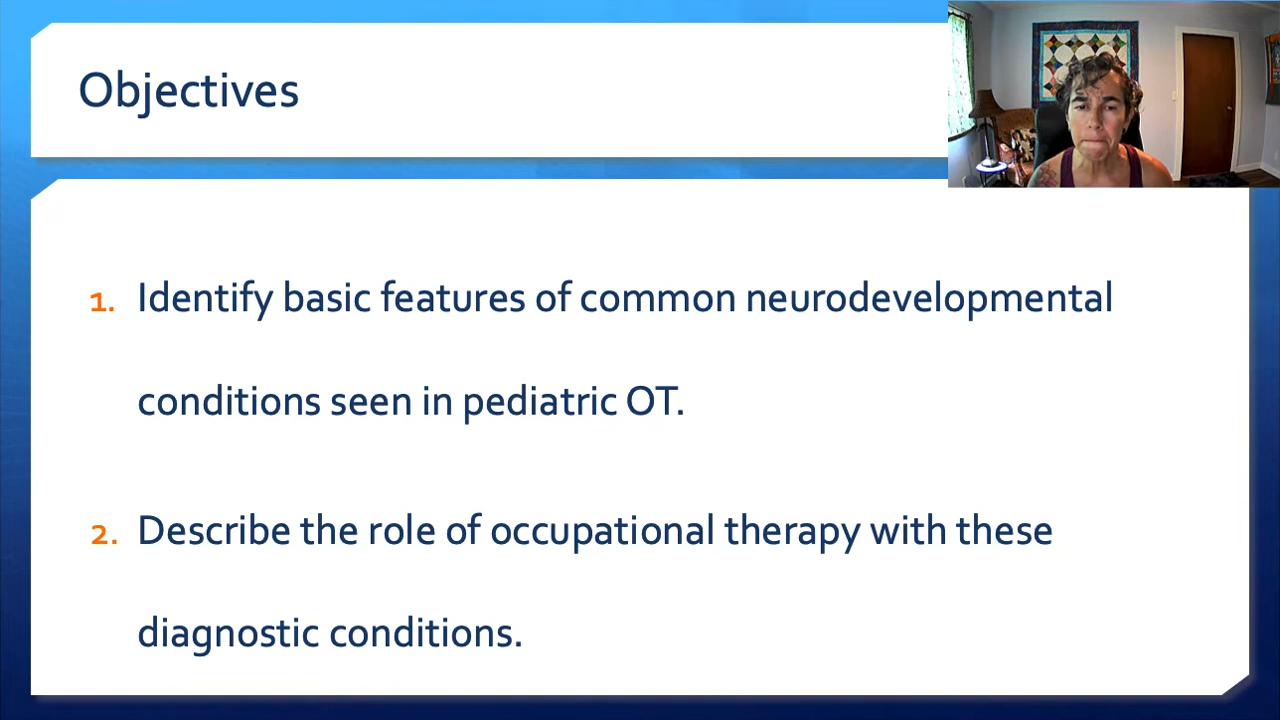 Objectives
1. Identify basic features of common neurodevelopmental
conditions seen in pediatric OT.
2. Describe the role of occupational therapy with these
diagnostic conditions.